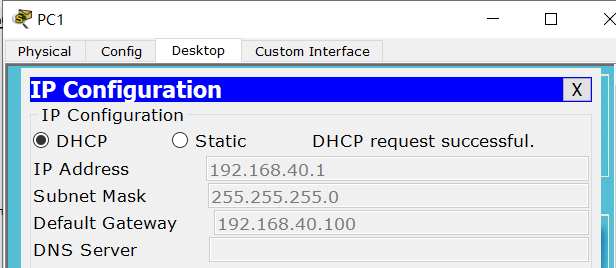 PC1
Physical Config Desktop Custom Interface
IP Configuration X
IP Configuration
DHCP Static DHCP request successful.
IP Address 192.168.40.1
Subnet Mask 255.255.255.0
Default Gateway 192.168.40.100
DNS Server